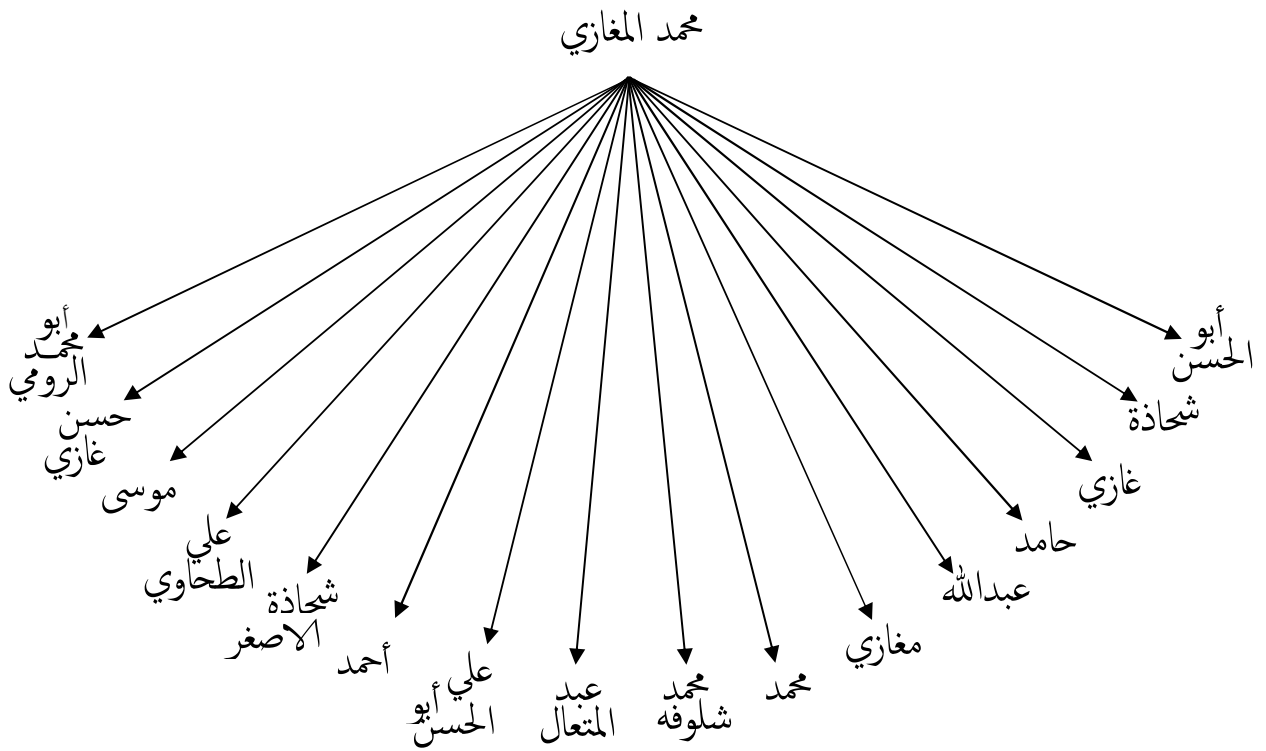 محمد المغازي
أبو
الحسن
شحاذة
غازي
حامد
عبدالله
مغازي
محمد
محمد
شلوفه
عبد
المتعال
علي
أبو
الحسن
أحمد
شحاذة
الاصغر
علي
الطحاوي
موسى
حسن
غازي
أبو
محمد
الرومي